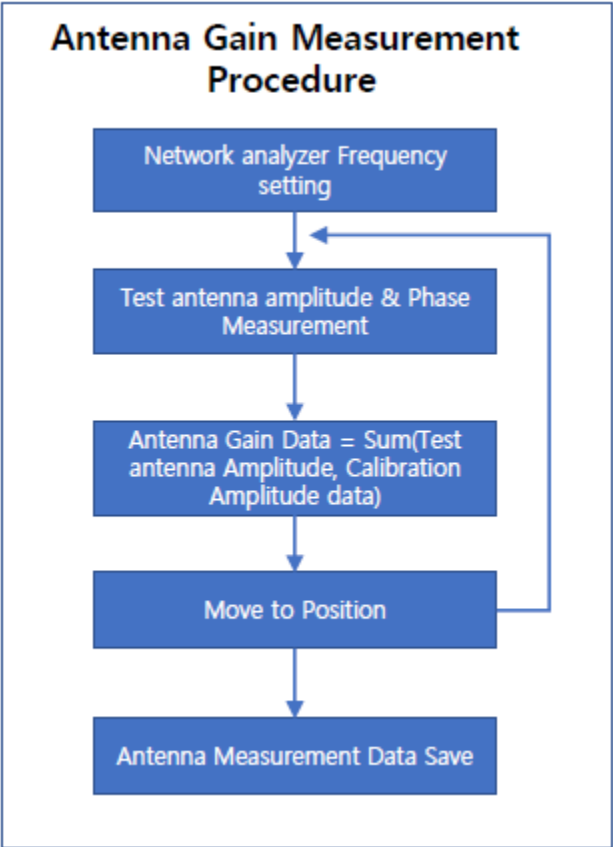 Antenna Gain Measurement
Procedure
Network analyzer Frequency
setting
Test antenna amplitude & Phase
Measurement
Antenna Gain Data = Sum(Test
antenna Amplitude, Calibration
Amplitude data)
Move to Position
Antenna Measurement Data Save